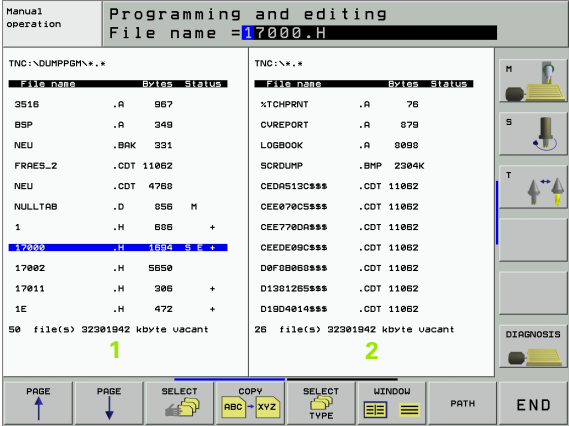 Manual
operation
Programming and editing
File name =17000.H
TNC:\DUMPPGM\*.*
File name Bytes Status
3516 .A 967
BSP .A 349
NEU .BAK 331
FRAES_2 .CDT 11062
NEU .CDT 4768
NULLTAB .D 856 M
1 .H 686 +
17000 .H 1694 S E +
17002 .H 5650
17011 .H 306 +
1E .H 472 +
50 file(s) 32301942 kbyte vacant
1
TNC:\*.*
File name Bytes Status
%TCHPRNT .A 76
CVREPORT .A 879
LOGBOOK .A 8098
SCRDUMP .BMP 2304K
CEDA513C$$$ .CDT 11062
CEE070C5$$$ .CDT 11062
CEE770DA$$$ .CDT 11062
CEEDE09C$$$ .CDT 11062
D0F8B068$$$ .CDT 11062
D1381265$$$ .CDT 11062
D19D4014$$$ .CDT 11062
26 file(s) 32301942 kbyte vacant
2
M
S
T
DIAGNOSIS
PAGE
PAGE
SELECT
COPY
ABC → XYZ
SELECT
TYPE
WINDOW
PATH
END